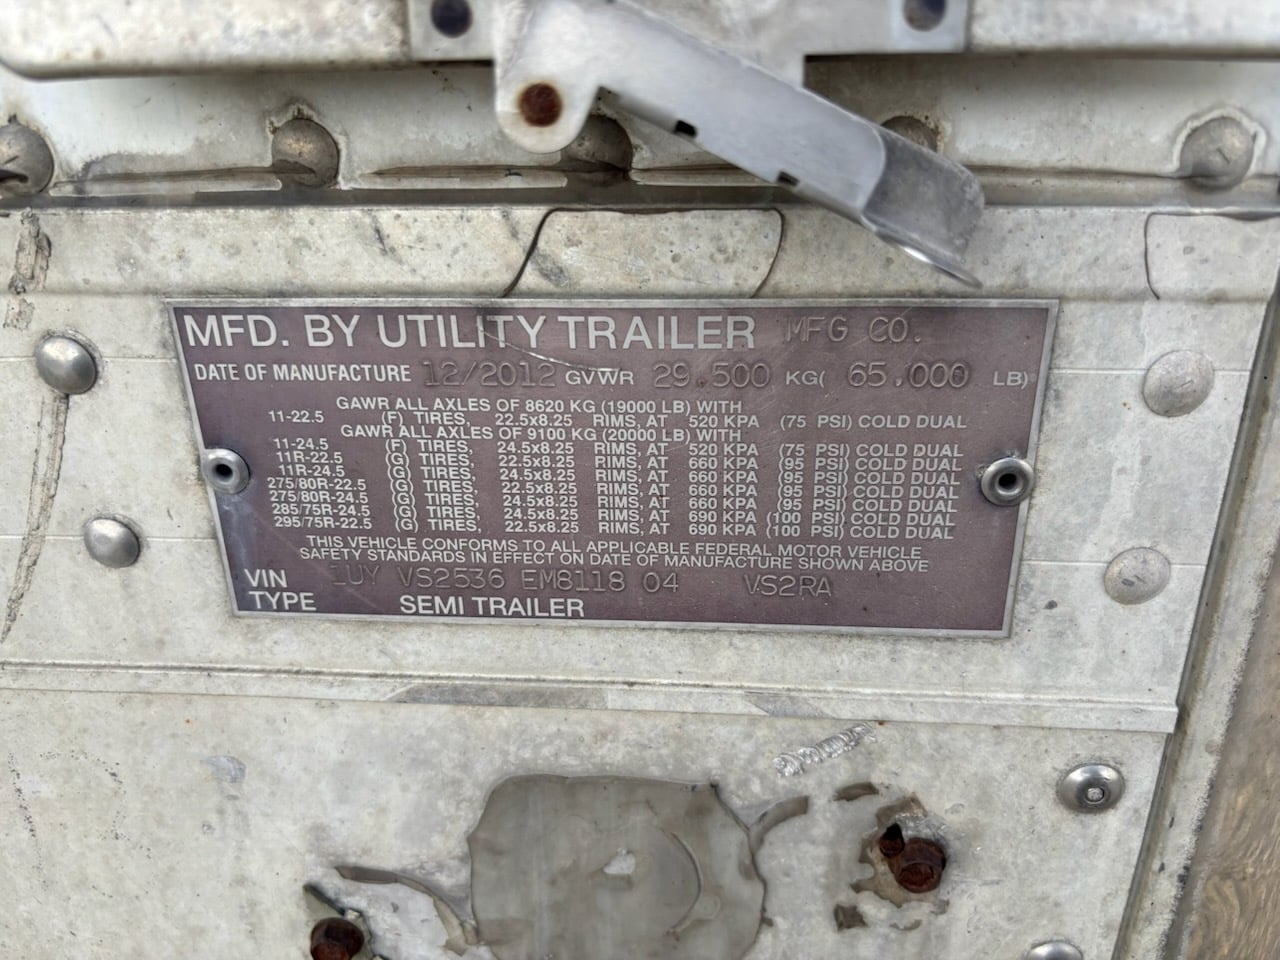 MFD. BY UTILITY TRAILER MFG CO.
DATE OF MANUFACTURE 12/2012 GVWR 29.500 KG( 65.000 LB)
GAWR ALL AXLES OF 8620 KG (19000 LB) WITH
11-22.5 (F) TIRES, 22.5x8.25 RIMS, AT 520 KPA (75 PSI) COLD DUAL
GAWR ALL AXLES OF 9100 KG (20000 LB) WITH
11-24.5 (F) TIRES, 24.5x8.25 RIMS, AT 520 KPA (75 PSI) COLD DUAL
11R-22.5 (G) TIRES, 22.5x8.25 RIMS, AT 660 KPA (95 PSI) COLD DUAL
11R-24.5 (G) TIRES, 24.5x8.25 RIMS, AT 660 KPA (95 PSI) COLD DUAL
275/80R-22.5 (G) TIRES, 22.5x8.25 RIMS, AT 660 KPA (95 PSI) COLD DUAL
275/80R-24.5 (G) TIRES, 24.5x8.25 RIMS, AT 660 KPA (95 PSI) COLD DUAL
285/75R-24.5 (G) TIRES, 24.5x8.25 RIMS, AT 690 KPA (100 PSI) COLD DUAL
295/75R-22.5 (G) TIRES, 22.5x8.25 RIMS, AT 690 KPA (100 PSI) COLD DUAL
THIS VEHICLE CONFORMS TO ALL APPLICABLE FEDERAL MOTOR VEHICLE
SAFETY STANDARDS IN EFFECT ON DATE OF MANUFACTURE SHOWN ABOVE
VIN 1UY VS2536 EM8118 04 VS2RA
TYPE SEMI TRAILER